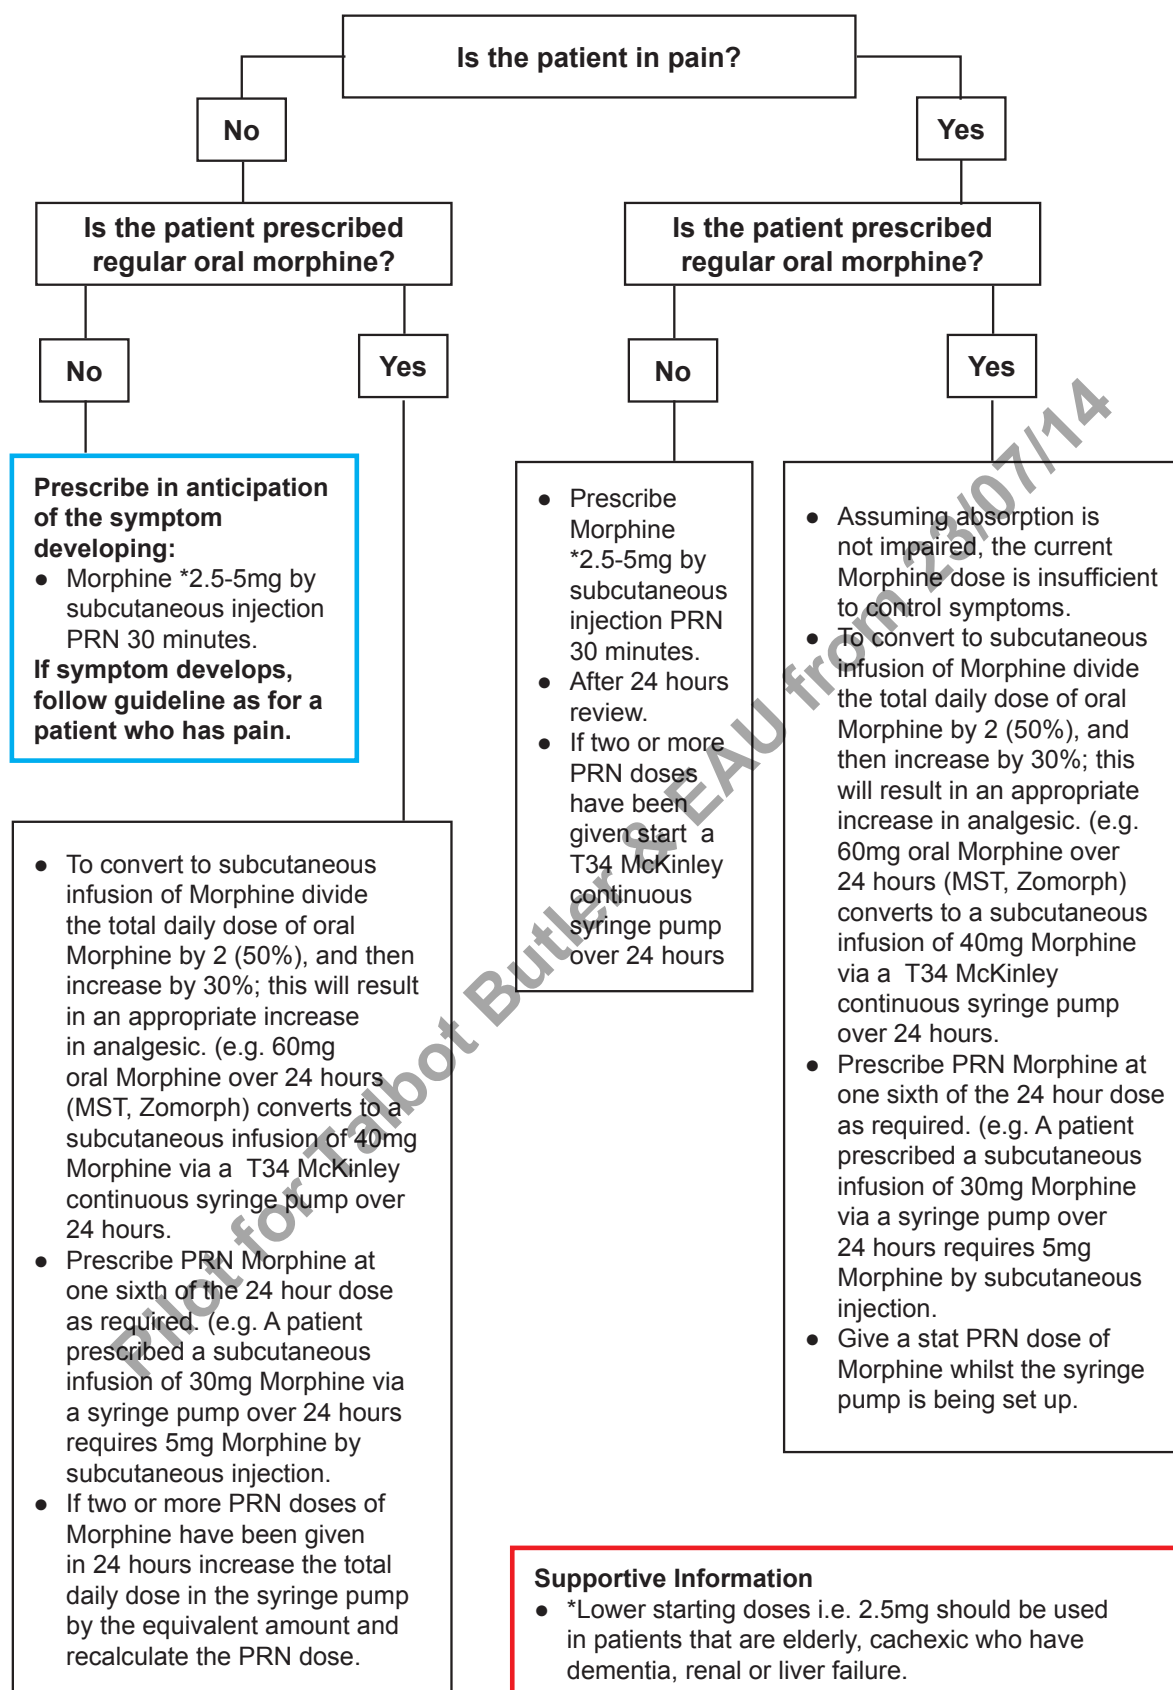 Is the patient in pain?
No
Yes
Is the patient prescribed
regular oral morphine?
Is the patient prescribed
regular oral morphine?
No
Yes
No
Yes
Prescribe in anticipation
of the symptom
developing:
● Morphine *2.5-5mg by
subcutaneous injection
PRN 30 minutes.
If symptom develops,
follow guideline as for a
patient who has pain.
● To convert to subcutaneous
infusion of Morphine divide
the total daily dose of oral
Morphine by 2 (50%), and then
increase by 30%; this will result
in an appropriate increase
in analgesic. (e.g. 60mg
oral Morphine over 24 hours
(MST, Zomorph) converts to a
subcutaneous infusion of 40mg
Morphine via a T34 McKinley
continuous syringe pump over
24 hours.
● Prescribe PRN Morphine at
one sixth of the 24 hour dose
as required. (e.g. A patient
prescribed a subcutaneous
infusion of 30mg Morphine via
a syringe pump over 24 hours
requires 5mg Morphine by
subcutaneous injection.
● If two or more PRN doses of
Morphine have been given
in 24 hours increase the total
daily dose in the syringe pump
by the equivalent amount and
recalculate the PRN dose.
● Prescribe
Morphine
*2.5-5mg by
subcutaneous
injection PRN
30 minutes.
● After 24 hours
review.
● If two or more
PRN doses
have been
given start a
T34 McKinley
continuous
syringe pump
over 24 hours
● Assuming absorption is
not impaired, the current
Morphine dose is insufficient
to control symptoms.
● To convert to subcutaneous
infusion of Morphine divide
the total daily dose of oral
Morphine by 2 (50%), and
then increase by 30%; this
will result in an appropriate
increase in analgesic. (e.g.
60mg oral Morphine over
24 hours (MST, Zomorph)
converts to a subcutaneous
infusion of 40mg Morphine
via a T34 McKinley
continuous syringe pump
over 24 hours.
● Prescribe PRN Morphine at
one sixth of the 24 hour dose
as required. (e.g. A patient
prescribed a subcutaneous
infusion of 30mg Morphine
via a syringe pump over
24 hours requires 5mg
Morphine by subcutaneous
injection.
● Give a stat PRN dose of
Morphine whilst the syringe
pump is being set up.
Supportive Information
● *Lower starting doses i.e. 2.5mg should be used
in patients that are elderly, cachexic who have
dementia, renal or liver failure.
Pilot for Talbot Butler & EAU from 23/07/14